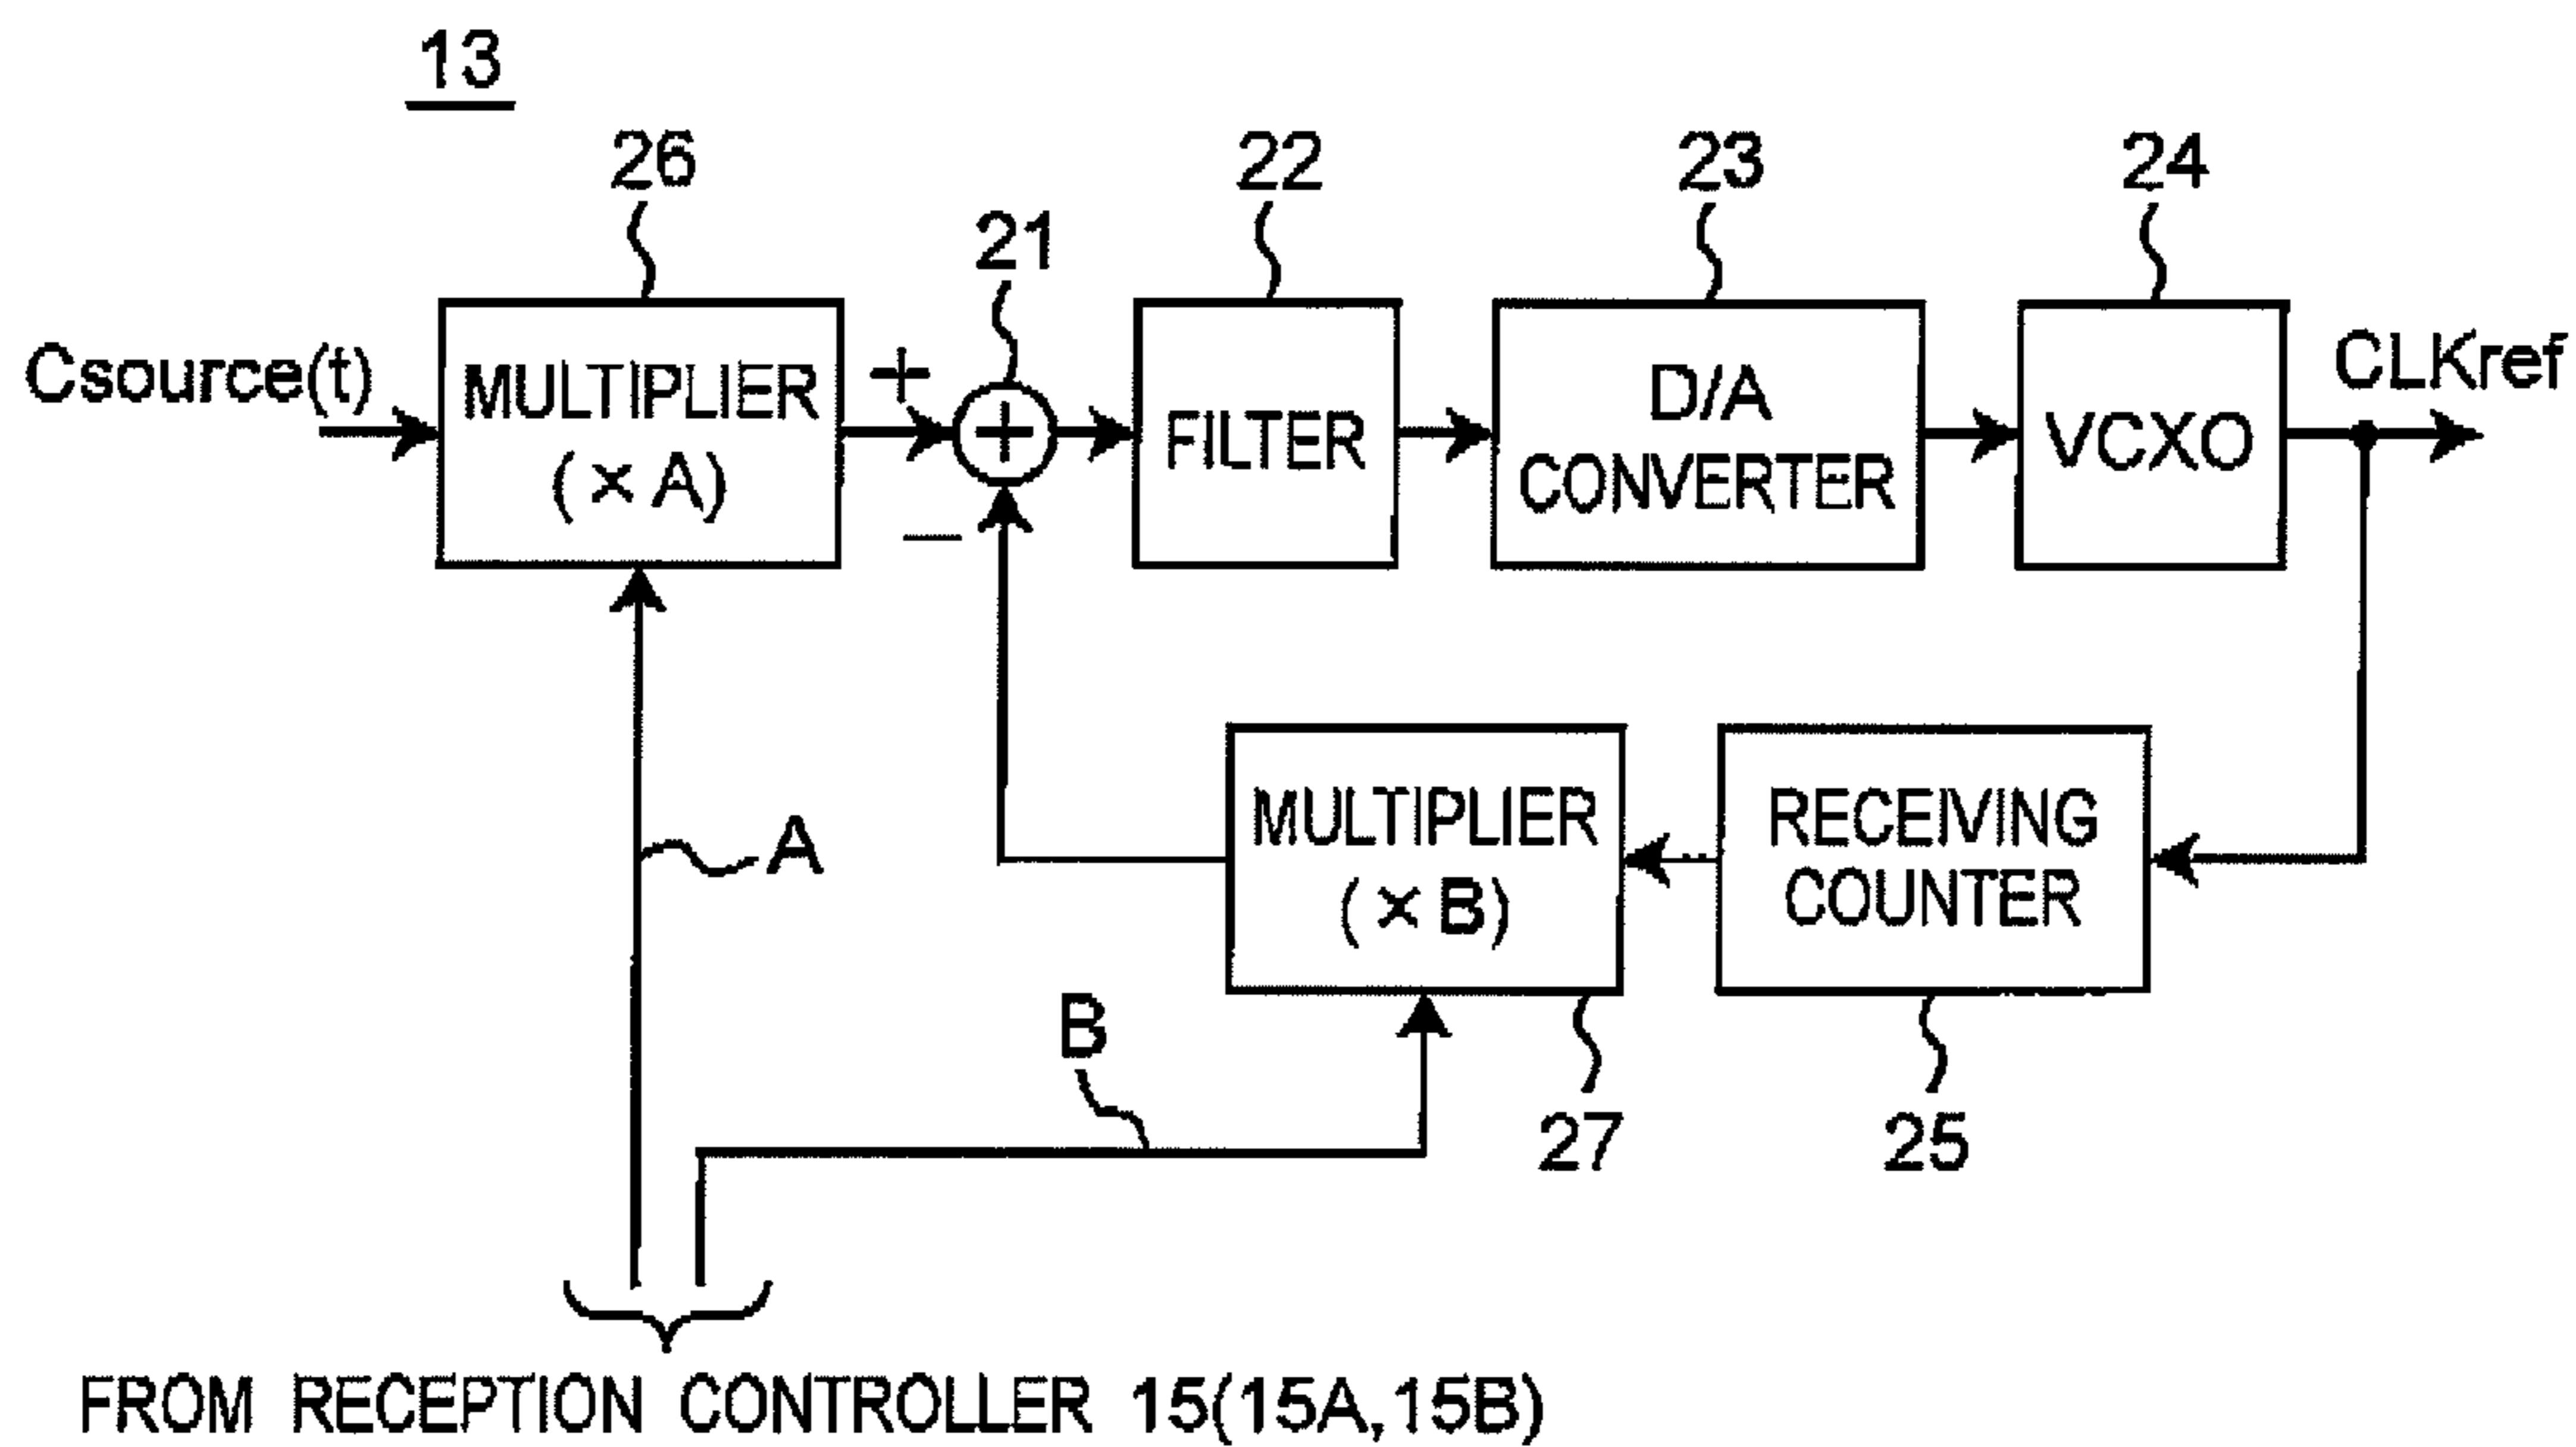 13
26
22
23
24
21
Csource(t)
MULTIPLIER
( × A)
+
+
−
FILTER
D/A
CONVERTER
VCXO
CLKref
A
MULTIPLIER
( × B)
RECEIVING
COUNTER
B
27
25
FROM RECEPTION CONTROLLER 15(15A,15B)